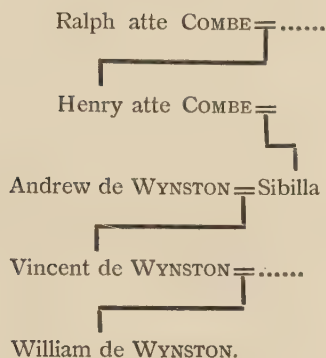 Ralph atte COMBE=......
Henry atte COMBE=
Andrew de WYNSTON=Sibilla
Vincent de WYNSTON=......
William de WYNSTON.